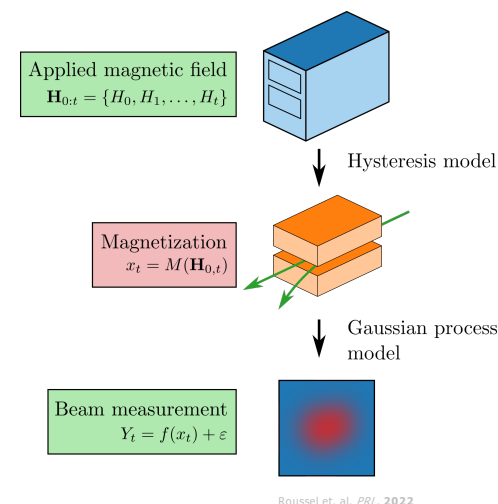 Applied magnetic field
H₀:ₜ = {H₀, H₁, . . . , Hₜ}
Hysteresis model
Magnetization
xₜ = M(H₀,ₜ)
Gaussian process
model
Beam measurement
Yₜ = f(xₜ) + ε
Roussel et. al. PRL, 2022